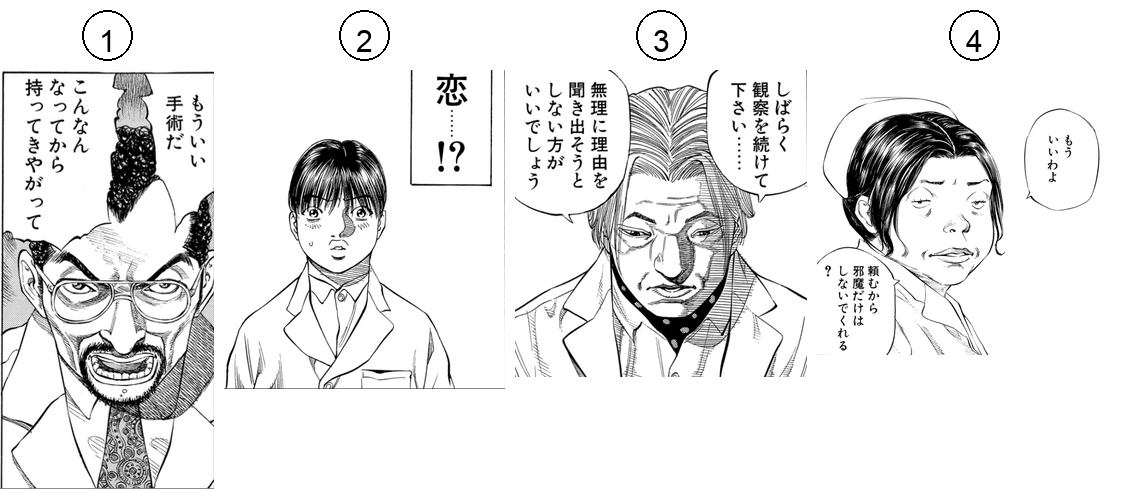 1
もういい
手術だ
こんなん
なってから
持ってきやがって
2
恋……!?
3
しばらく
観察を続けて
下さい……
無理に理由を
聞き出そうと
しない方が
いいでしょう
4
もう
いいわよ
頼むから
邪魔だけは
しないでくれる
?